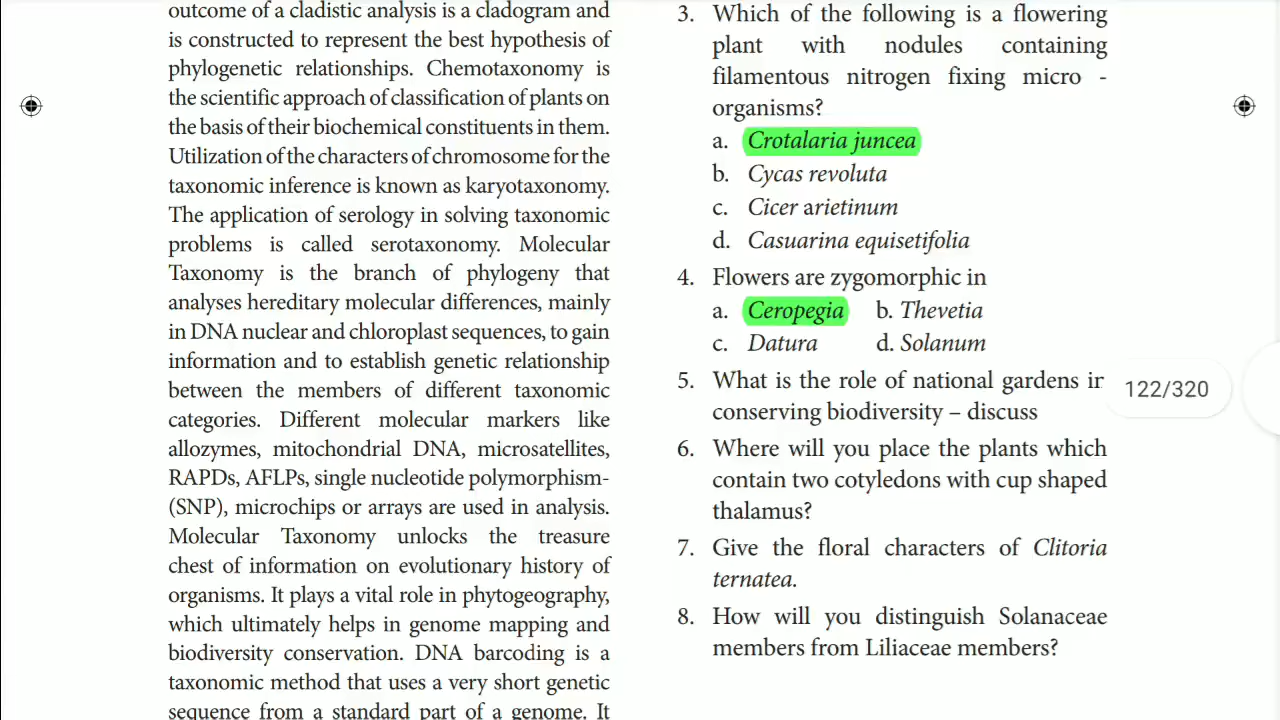 outcome of a cladistic analysis is a cladogram and
is constructed to represent the best hypothesis of
phylogenetic relationships. Chemotaxonomy is
the scientific approach of classification of plants on
the basis of their biochemical constituents in them.
Utilization of the characters of chromosome for the
taxonomic inference is known as karyotaxonomy.
The application of serology in solving taxonomic
problems is called serotaxonomy. Molecular
Taxonomy is the branch of phylogeny that
analyses hereditary molecular differences, mainly
in DNA nuclear and chloroplast sequences, to gain
information and to establish genetic relationship
between the members of different taxonomic
categories. Different molecular markers like
allozymes, mitochondrial DNA, microsatellites,
RAPDs, AFLPs, single nucleotide polymorphism-
(SNP), microchips or arrays are used in analysis.
Molecular Taxonomy unlocks the treasure
chest of information on evolutionary history of
organisms. It plays a vital role in phytogeography,
which ultimately helps in genome mapping and
biodiversity conservation. DNA barcoding is a
taxonomic method that uses a very short genetic
sequence from a standard part of a genome. It
3. Which of the following is a flowering
plant with nodules containing
filamentous nitrogen fixing micro -
organisms?
a. Crotalaria juncea
b. Cycas revoluta
c. Cicer arietinum
d. Casuarina equisetifolia
4. Flowers are zygomorphic in
a. Ceropegia b. Thevetia
c. Datura d. Solanum
5. What is the role of national gardens in
conserving biodiversity – discuss
6. Where will you place the plants which
contain two cotyledons with cup shaped
thalamus?
7. Give the floral characters of Clitoria
ternatea.
8. How will you distinguish Solanaceae
members from Liliaceae members?
122/320